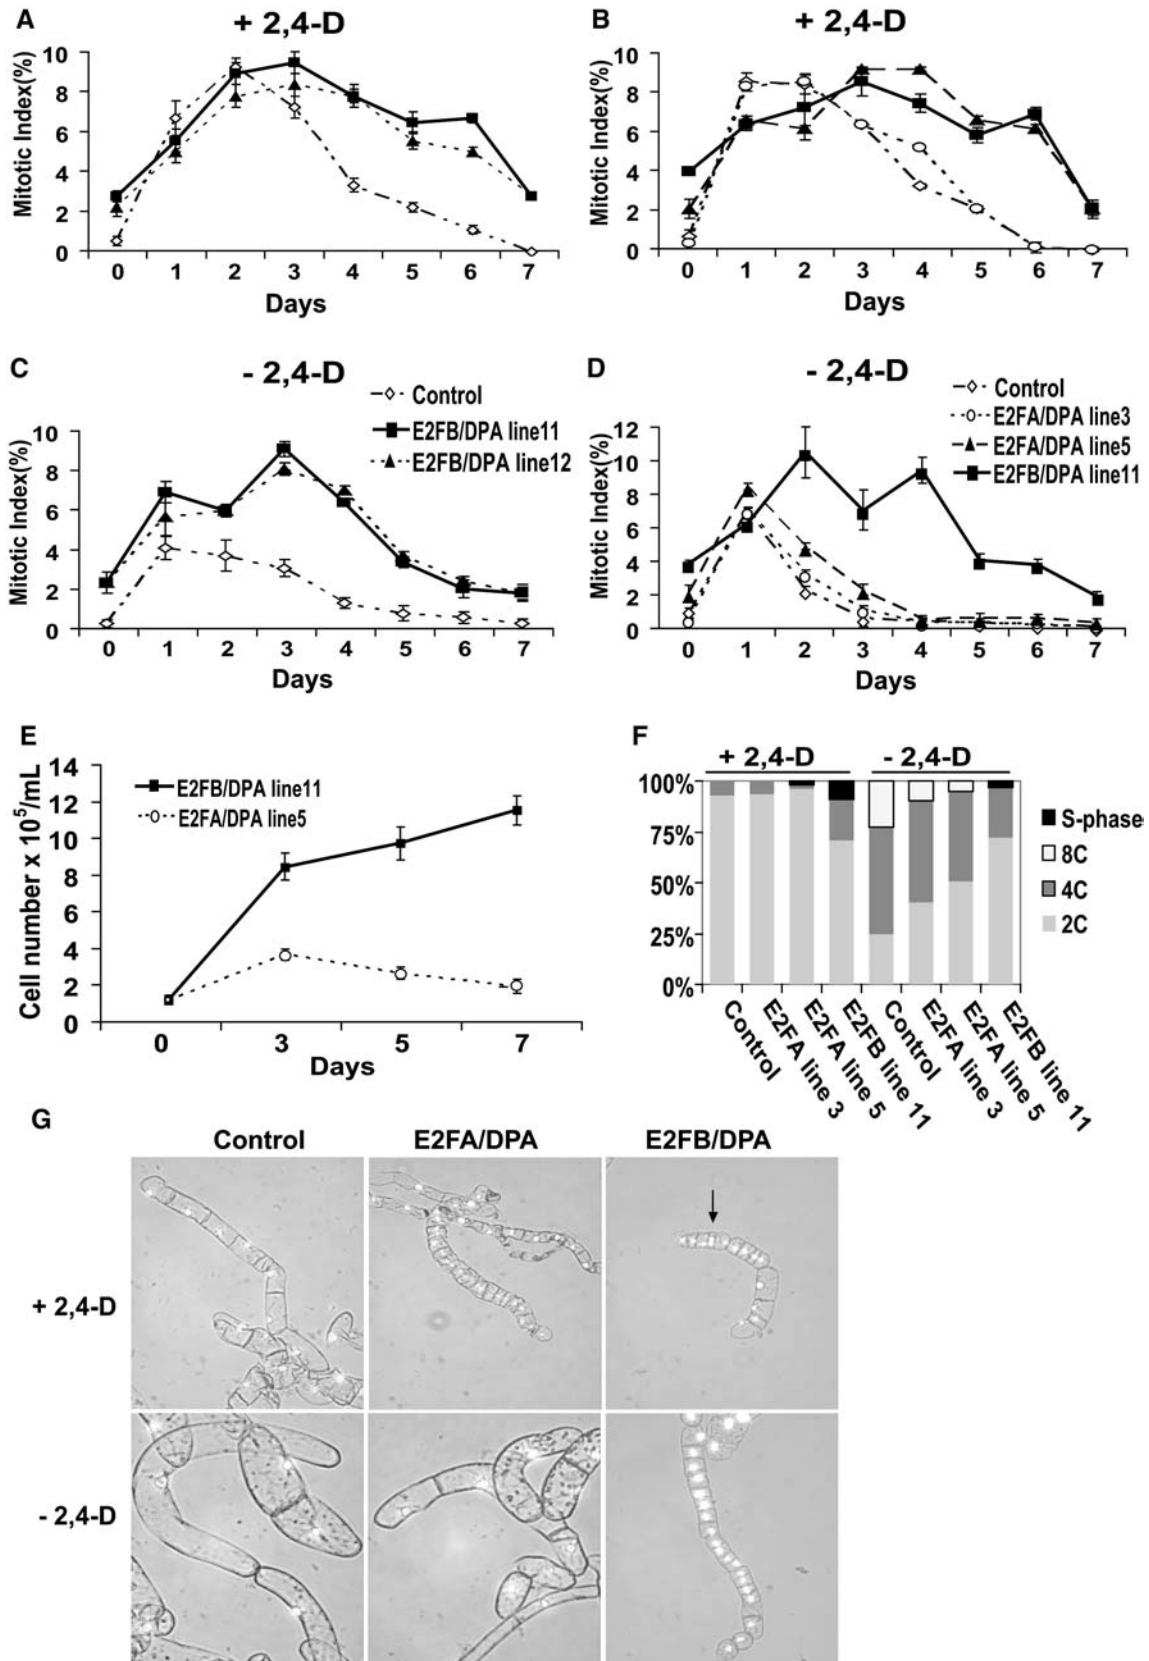 A
+ 2,4-D
Mitotic Index(%)
10
8
6
4
2
0
0 1 2 3 4 5 6 7
Days
B
+ 2,4-D
Mitotic Index(%)
10
8
6
4
2
0
0 1 2 3 4 5 6 7
Days
C
- 2,4-D
Control
E2FB/DPA line11
E2FB/DPA line12
Mitotic Index(%)
10
8
6
4
2
0
0 1 2 3 4 5 6 7
Days
D
- 2,4-D
Control
E2FA/DPA line3
E2FA/DPA line5
E2FB/DPA line11
Mitotic Index(%)
12
10
8
6
4
2
0
0 1 2 3 4 5 6 7
Days
E
E2FB/DPA line11
E2FA/DPA line5
Cell number x 10⁵/mL
14
12
10
8
6
4
2
0
0 3 5 7
Days
F
+ 2,4-D - 2,4-D
100%
75%
50%
25%
0%
S-phase
8C
4C
2C
Control
E2FA line 3
E2FA line 5
E2FB line 11
Control
E2FA line 3
E2FA line 5
E2FB line 11
G
Control E2FA/DPA E2FB/DPA
+ 2,4-D
- 2,4-D